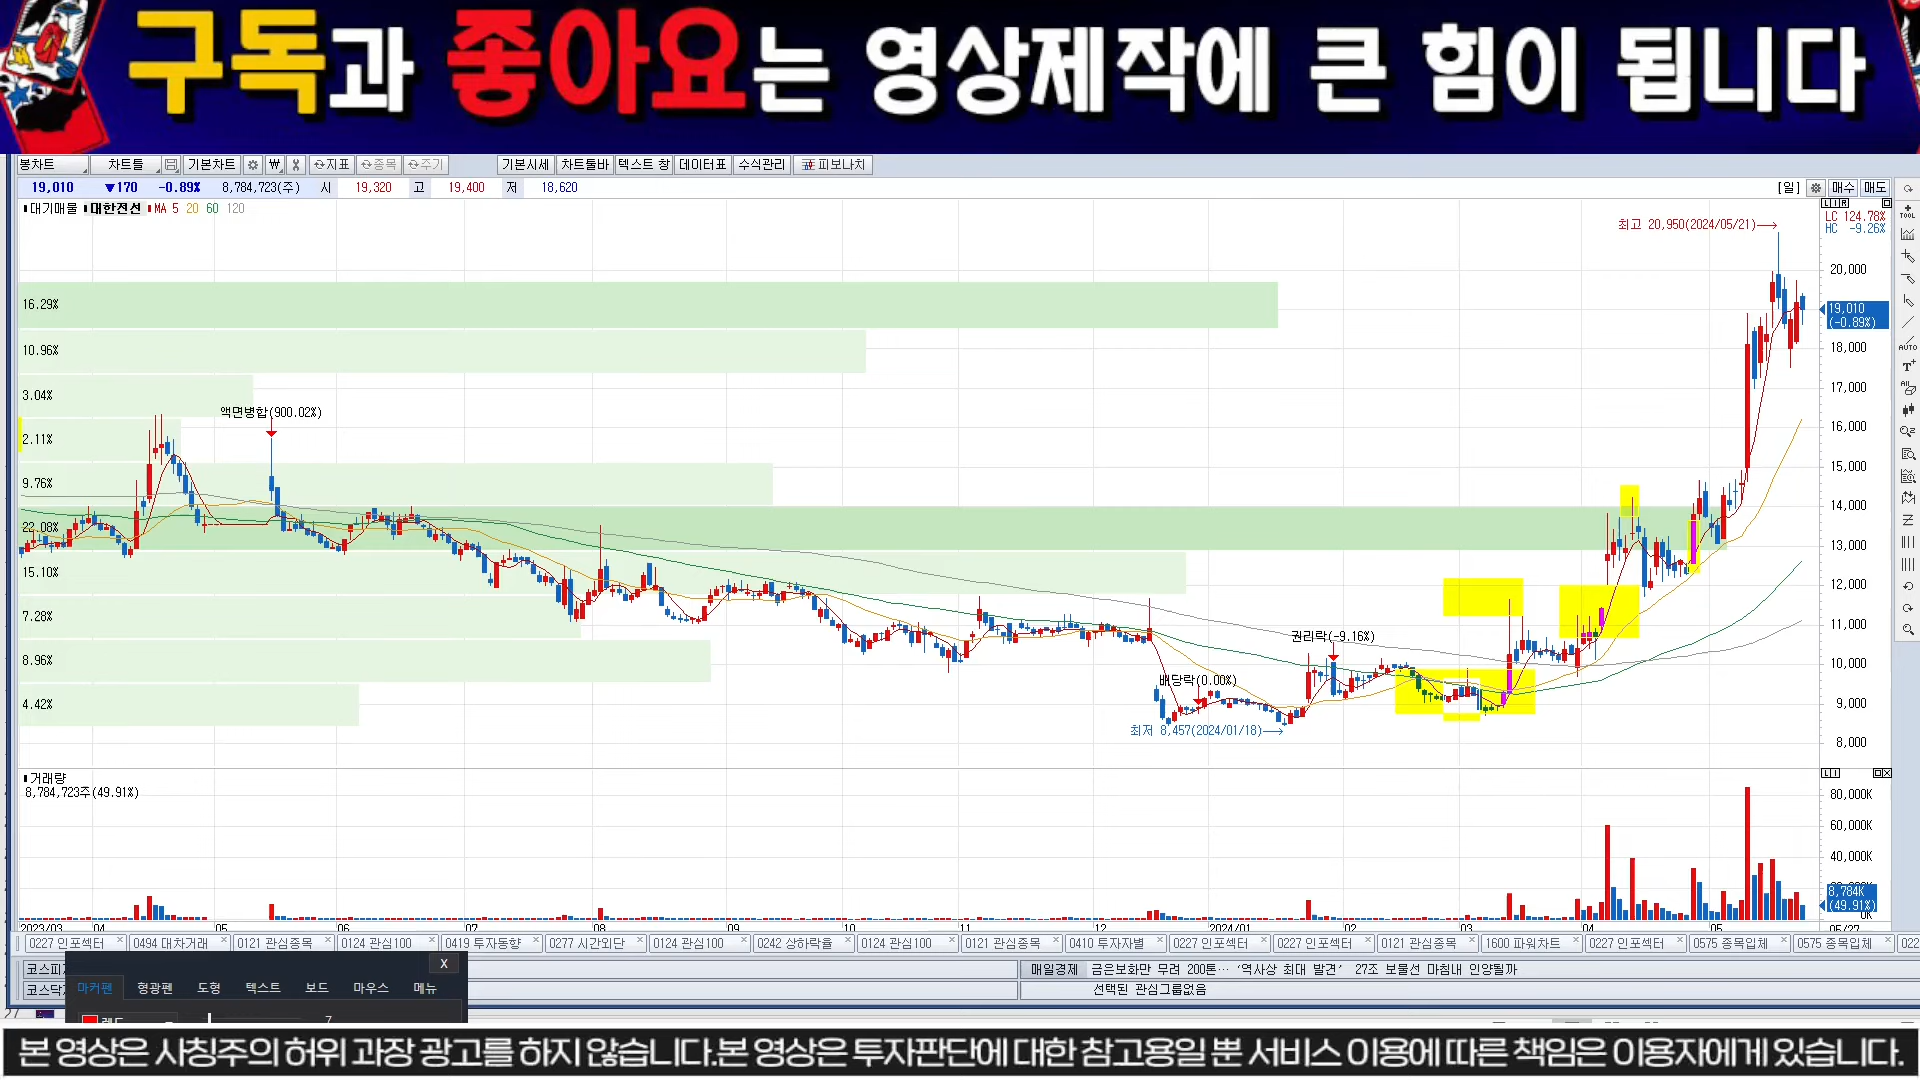 구독과 좋아요는 영상제작에 큰 힘이 됩니다
봉차트 차트툴 기본차트 ₩ 지표 종목 주기 기본시세 차트툴바 텍스트 창 데이터표 수식관리 피보나치
19,010 ▼170 -0.89% 8,784,723(주) 시 19,320 고 19,400 저 18,620 [일] 매수 매도
대기매물 대한전선 MA 5 20 60 120
LC 124.78%
HC -9.26%
최고 20,950(2024/05/21)
20,000
16.29%
19,010
(-0.89%)
10.96%
18,000
17,000
3.04%
액면병합(900.02%)
16,000
2.11%
15,000
9.76%
14,000
22.08%
13,000
15.10%
12,000
7.28%
11,000
권리락(-9.16%)
8.96%
10,000
배당락(0.00%)
4.42%
9,000
최저 8,457(2024/01/18)
8,000
거래량
8,784,723주(49.91%)
80,000K
60,000K
40,000K
8,784K
(49.91%)
0K
2023/03 04 05 06 07 08 09 10 11 12 2024/01 02 03 04 05 05/27
0227 인포섹터 0494 대차거래 0121 관심종목 0124 관심100 0419 투자동향 0277 시간외단 0124 관심100 0242 상하락율 0124 관심100 0121 관심종목 0410 투자자별 0227 인포섹터 0277 인포섹터 0121 관심종목 1600 파워차트 0227 인포섹터 0575 종목입체 0575 종목입체 022
코스피 X 매일경제 금은보화만 무려 200톤… ‘역사상 최대 발견’ 27조 보물선 마침내 인양될까
코스닥 마커펜 형광펜 도형 텍스트 보드 마우스 메뉴 선택된 관심그룹없음
레드 7
본 영상은 사칭주의 허위 과장 광고를 하지 않습니다.본 영상은 투자판단에 대한 참고용일 뿐 서비스 이용에 따른 책임은 이용자에게 있습니다.